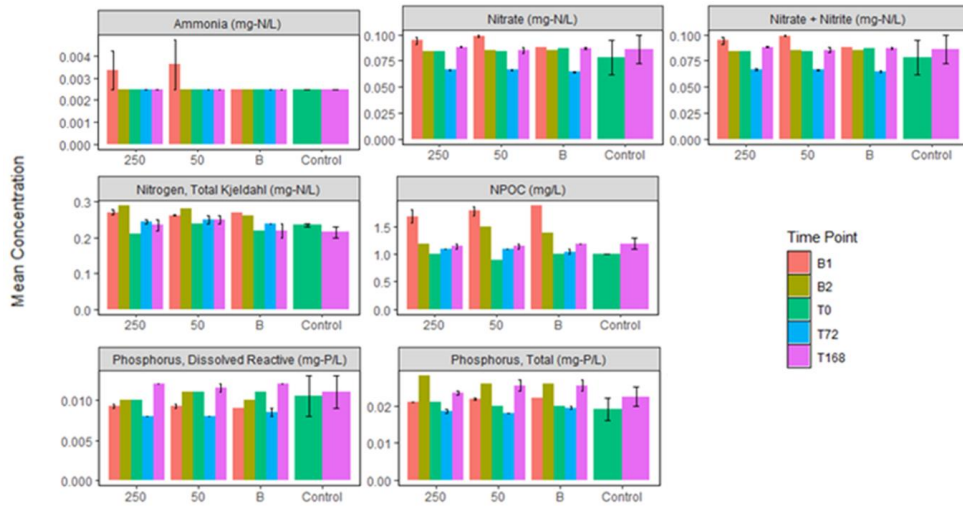 Mean Concentration
Ammonia (mg-N/L)
0.004
0.003
0.002
0.001
0.000
250 50 B Control
Nitrate (mg-N/L)
0.100
0.075
0.050
0.025
0.000
250 50 B Control
Nitrate + Nitrite (mg-N/L)
0.100
0.075
0.050
0.025
0.000
250 50 B Control
Nitrogen, Total Kjeldahl (mg-N/L)
0.3
0.2
0.1
0.0
250 50 B Control
NPOC (mg/L)
1.5
1.0
0.5
0.0
250 50 B Control
Phosphorus, Dissolved Reactive (mg-P/L)
0.010
0.005
0.000
250 50 B Control
Phosphorus, Total (mg-P/L)
0.02
0.01
0.00
250 50 B Control
Time Point
B1
B2
T0
T72
T168